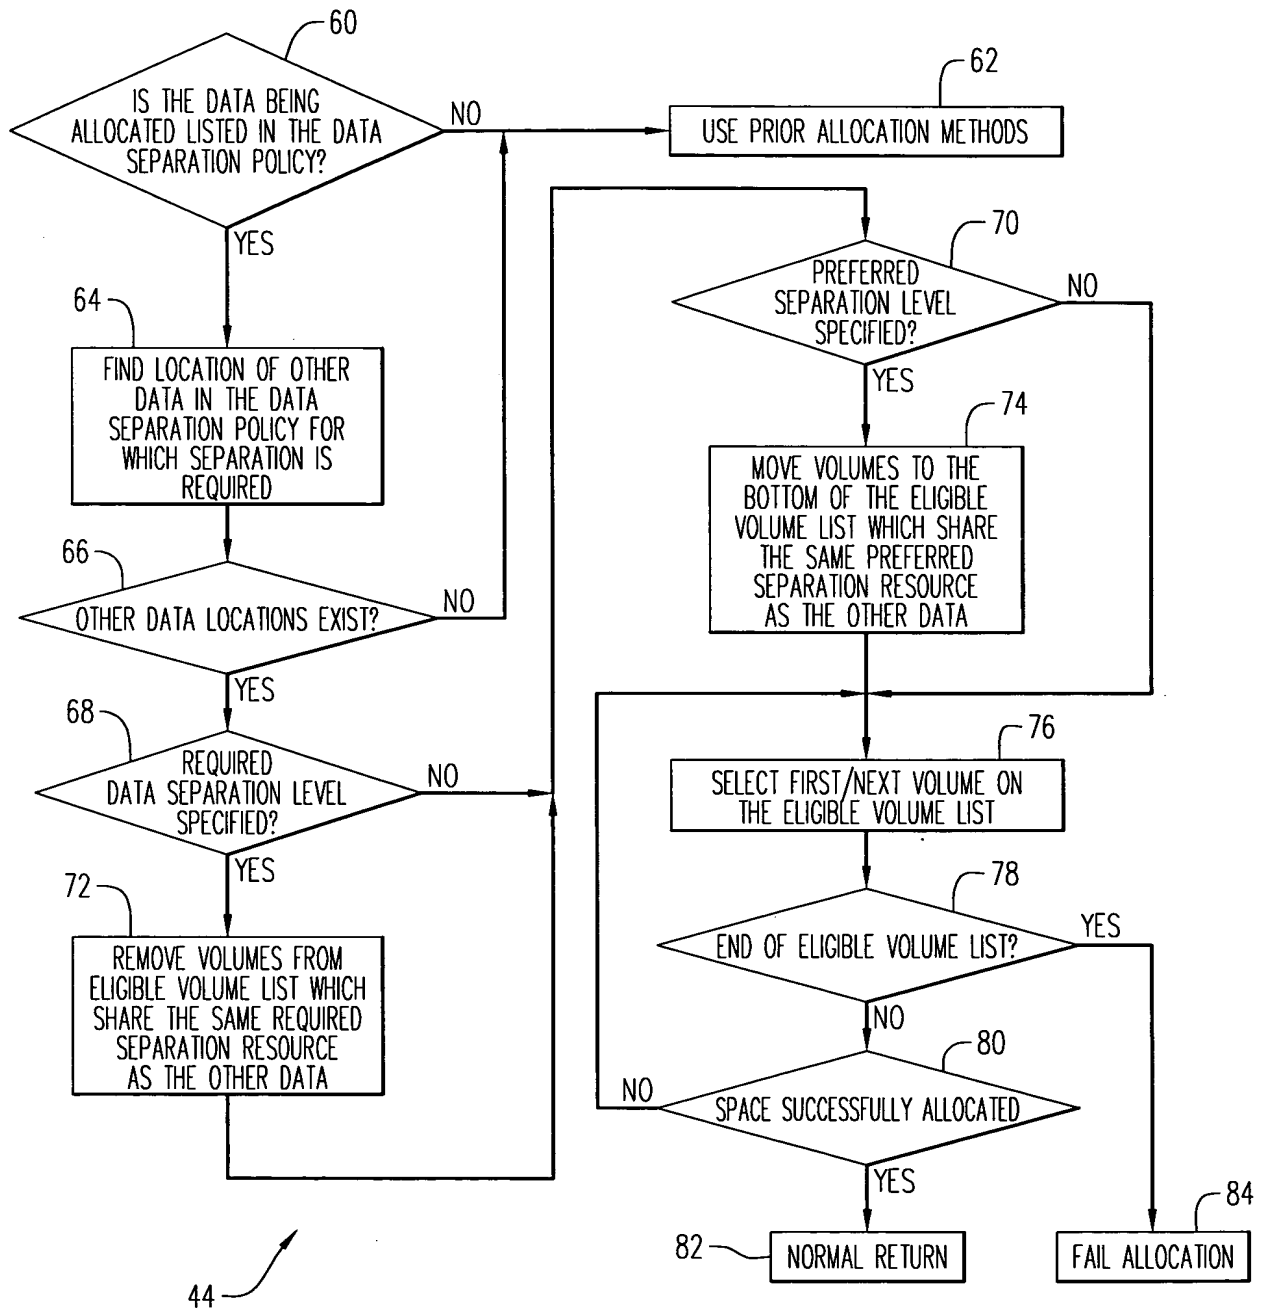 60
IS THE DATA BEING
ALLOCATED LISTED IN THE DATA
SEPARATION POLICY?
NO
YES
62
USE PRIOR ALLOCATION METHODS
64
FIND LOCATION OF OTHER
DATA IN THE DATA
SEPARATION POLICY FOR
WHICH SEPARATION IS
REQUIRED
66
OTHER DATA LOCATIONS EXIST?
NO
YES
68
REQUIRED
DATA SEPARATION LEVEL
SPECIFIED?
NO
YES
72
REMOVE VOLUMES FROM
ELIGIBLE VOLUME LIST WHICH
SHARE THE SAME REQUIRED
SEPARATION RESOURCE
AS THE OTHER DATA
70
PREFERRED
SEPARATION LEVEL
SPECIFIED?
NO
YES
74
MOVE VOLUMES TO THE
BOTTOM OF THE ELIGIBLE
VOLUME LIST WHICH SHARE
THE SAME PREFERRED
SEPARATION RESOURCE
AS THE OTHER DATA
76
SELECT FIRST/NEXT VOLUME ON
THE ELIGIBLE VOLUME LIST
78
END OF ELIGIBLE VOLUME LIST?
YES
NO
80
SPACE SUCCESSFULLY ALLOCATED
NO
YES
82
NORMAL RETURN
84
FAIL ALLOCATION
44